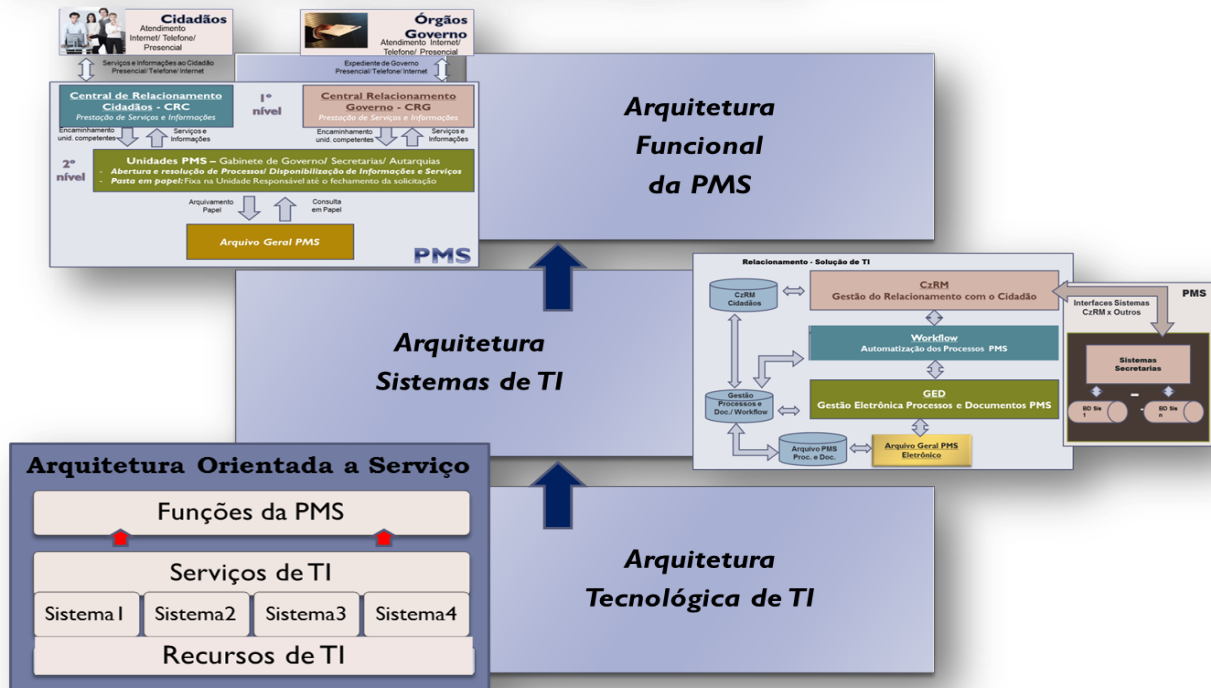 Cidadãos
Atendimento
Internet/ Telefone/
Presencial
Órgãos
Governo
Atendimento Internet/
Telefone/ Presencial
Serviços e Informações ao Cidadão
Presencial/Telefone/Internet
Expediente de Governo
Presencial/Telefone/Internet
Central de Relacionamento
Cidadãos - CRC
Prestação de Serviços e Informações
1º
nível
Central Relacionamento
Governo - CRG
Prestação de Serviços e Informações
Encaminhamento
unid. competentes
Serviços e
Informações
Encaminhamento
unid. competentes
Serviços e
Informações
2º
nível
Unidades PMS – Gabinete de Governo/ Secretarias/ Autarquias
- Abertura e resolução de Processos/ Disponibilização de Informações e Serviços
- Pasta em papel: Fixa na Unidade Responsável até o fechamento da solicitação
Arquivamento
Papel
Consulta
em Papel
Arquivo Geral PMS
PMS
Arquitetura
Funcional
da PMS
Relacionamento - Solução de TI
CzRM
Cidadãos
CzRM
Gestão do Relacionamento com o Cidadão
Workflow
Automatização dos Processos PMS
Gestão
Processos e
Doc./ Workflow
GED
Gestão Eletrônica Processos e Documentos PMS
Arquivo PMS
Proc. e Doc.
Arquivo Geral PMS
Eletrônico
PMS
Interfaces Sistemas
CzRM x Outros
Sistemas
Secretarias
BD Sis
1
BD Sis
n
Arquitetura
Sistemas de TI
Arquitetura Orientada a Serviço
Funções da PMS
Serviços de TI
Sistema1
Sistema2
Sistema3
Sistema4
Recursos de TI
Arquitetura
Tecnológica de TI